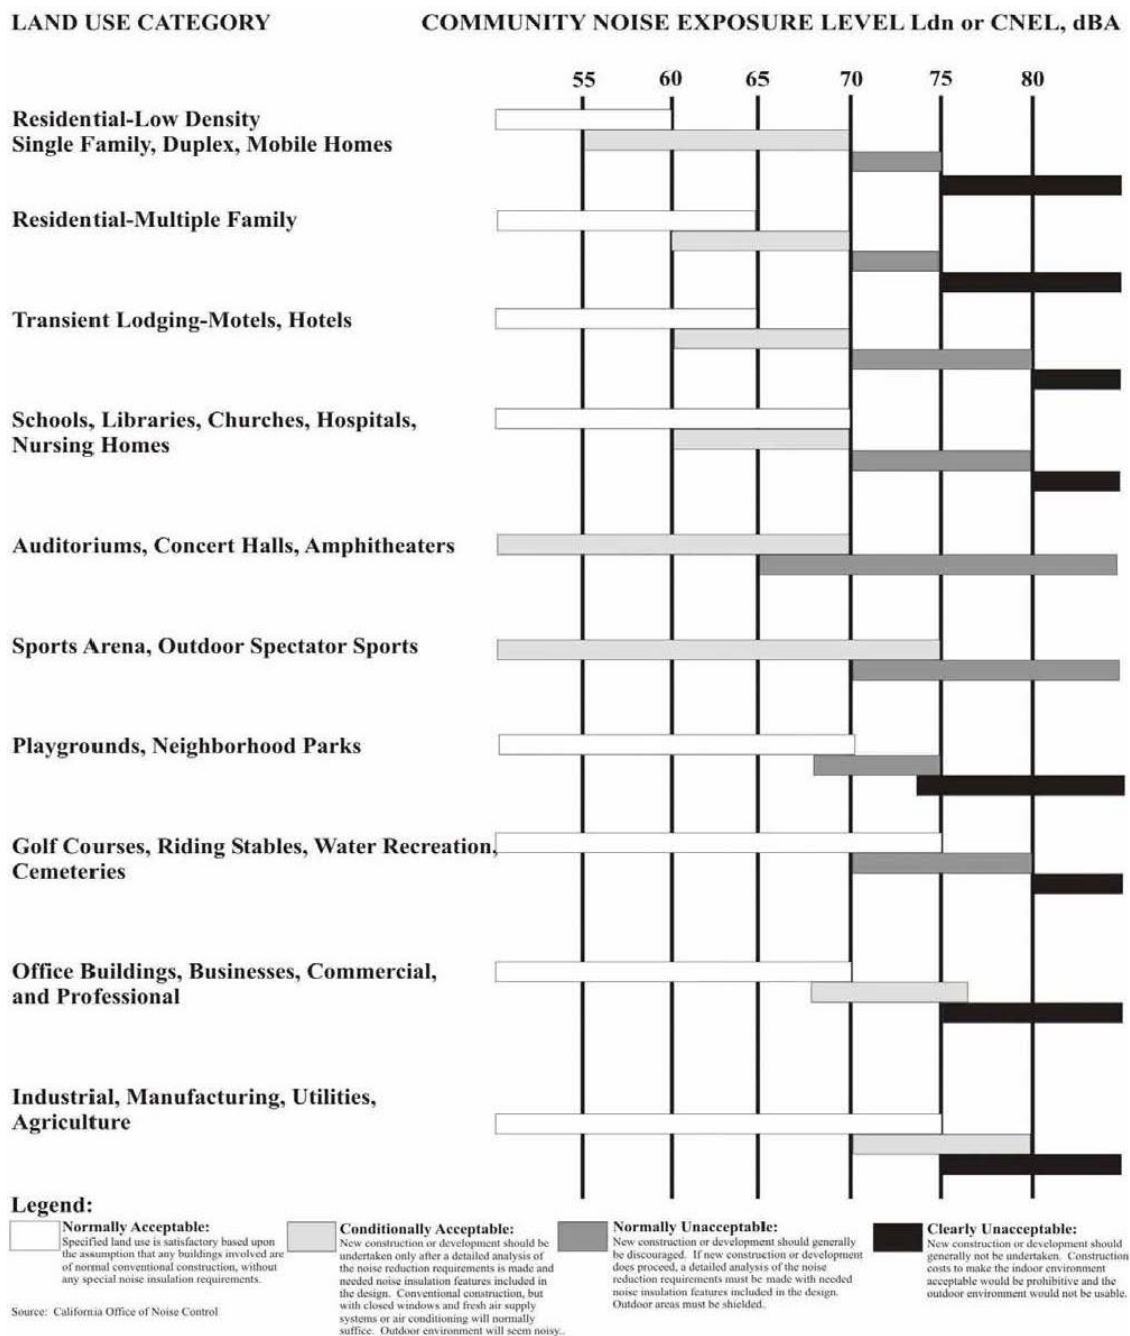 LAND USE CATEGORY
COMMUNITY NOISE EXPOSURE LEVEL Ldn or CNEL, dBA
55 60 65 70 75 80
Residential-Low Density
Single Family, Duplex, Mobile Homes
Residential-Multiple Family
Transient Lodging-Motels, Hotels
Schools, Libraries, Churches, Hospitals,
Nursing Homes
Auditoriums, Concert Halls, Amphitheaters
Sports Arena, Outdoor Spectator Sports
Playgrounds, Neighborhood Parks
Golf Courses, Riding Stables, Water Recreation,
Cemeteries
Office Buildings, Businesses, Commercial,
and Professional
Industrial, Manufacturing, Utilities,
Agriculture
Legend:
Normally Acceptable:
Specified land use is satisfactory based upon
the assumption that any buildings involved are
of normal conventional construction, without
any special noise insulation requirements.
Conditionally Acceptable:
New construction or development should be
undertaken only after a detailed analysis of
the noise reduction requirements is made and
needed noise insulation features included in
the design. Conventional construction, but
with closed windows and fresh air supply
systems or air conditioning will normally
suffice. Outdoor environment will seem noisy..
Normally Unacceptable:
New construction or development should generally
be discouraged. If new construction or development
does proceed, a detailed analysis of the noise
reduction requirements must be made with needed
noise insulation features included in the design.
Outdoor areas must be shielded.
Clearly Unacceptable:
New construction or development should
generally not be undertaken. Construction
costs to make the indoor environment
acceptable would be prohibitive and the
outdoor environment would not be usable.
Source: California Office of Noise Control